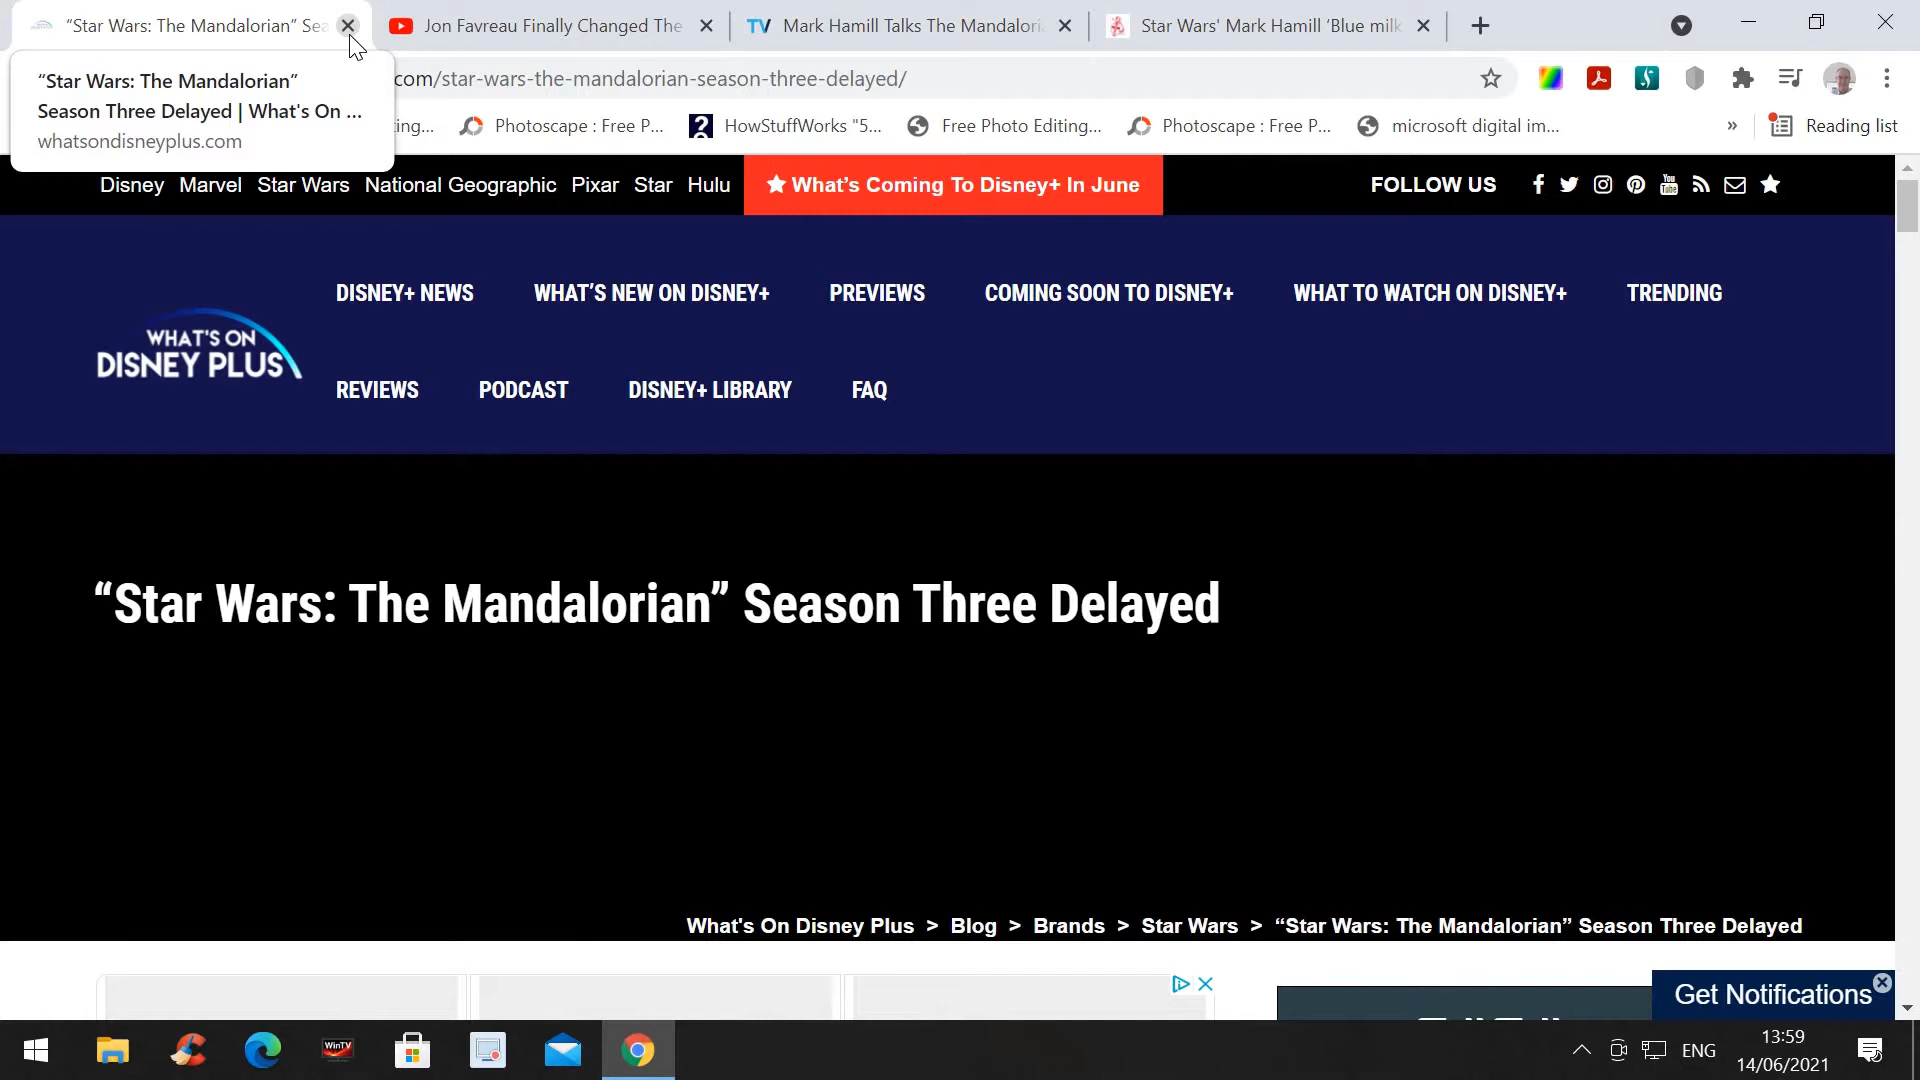 “Star Wars: The Mandalorian” Sea
Jon Favreau Finally Changed The
TV Mark Hamill Talks The Mandalori
Star Wars' Mark Hamill ‘Blue milk
“Star Wars: The Mandalorian”
Season Three Delayed | What's On ...
whatsondisneyplus.com
com/star-wars-the-mandalorian-season-three-delayed/
ing...
Photoscape : Free P...
HowStuffWorks "5...
Free Photo Editing...
Photoscape : Free P...
microsoft digital im...
»
Reading list
Disney Marvel Star Wars National Geographic Pixar Star Hulu
What’s Coming To Disney+ In June
FOLLOW US
You Tube
DISNEY+ NEWS WHAT’S NEW ON DISNEY+ PREVIEWS COMING SOON TO DISNEY+ WHAT TO WATCH ON DISNEY+ TRENDING
WHAT'S ON
DISNEY PLUS
REVIEWS PODCAST DISNEY+ LIBRARY FAQ
“Star Wars: The Mandalorian” Season Three Delayed
What's On Disney Plus > Blog > Brands > Star Wars > “Star Wars: The Mandalorian” Season Three Delayed
Get Notifications
WinTV
ENG
13:59
14/06/2021